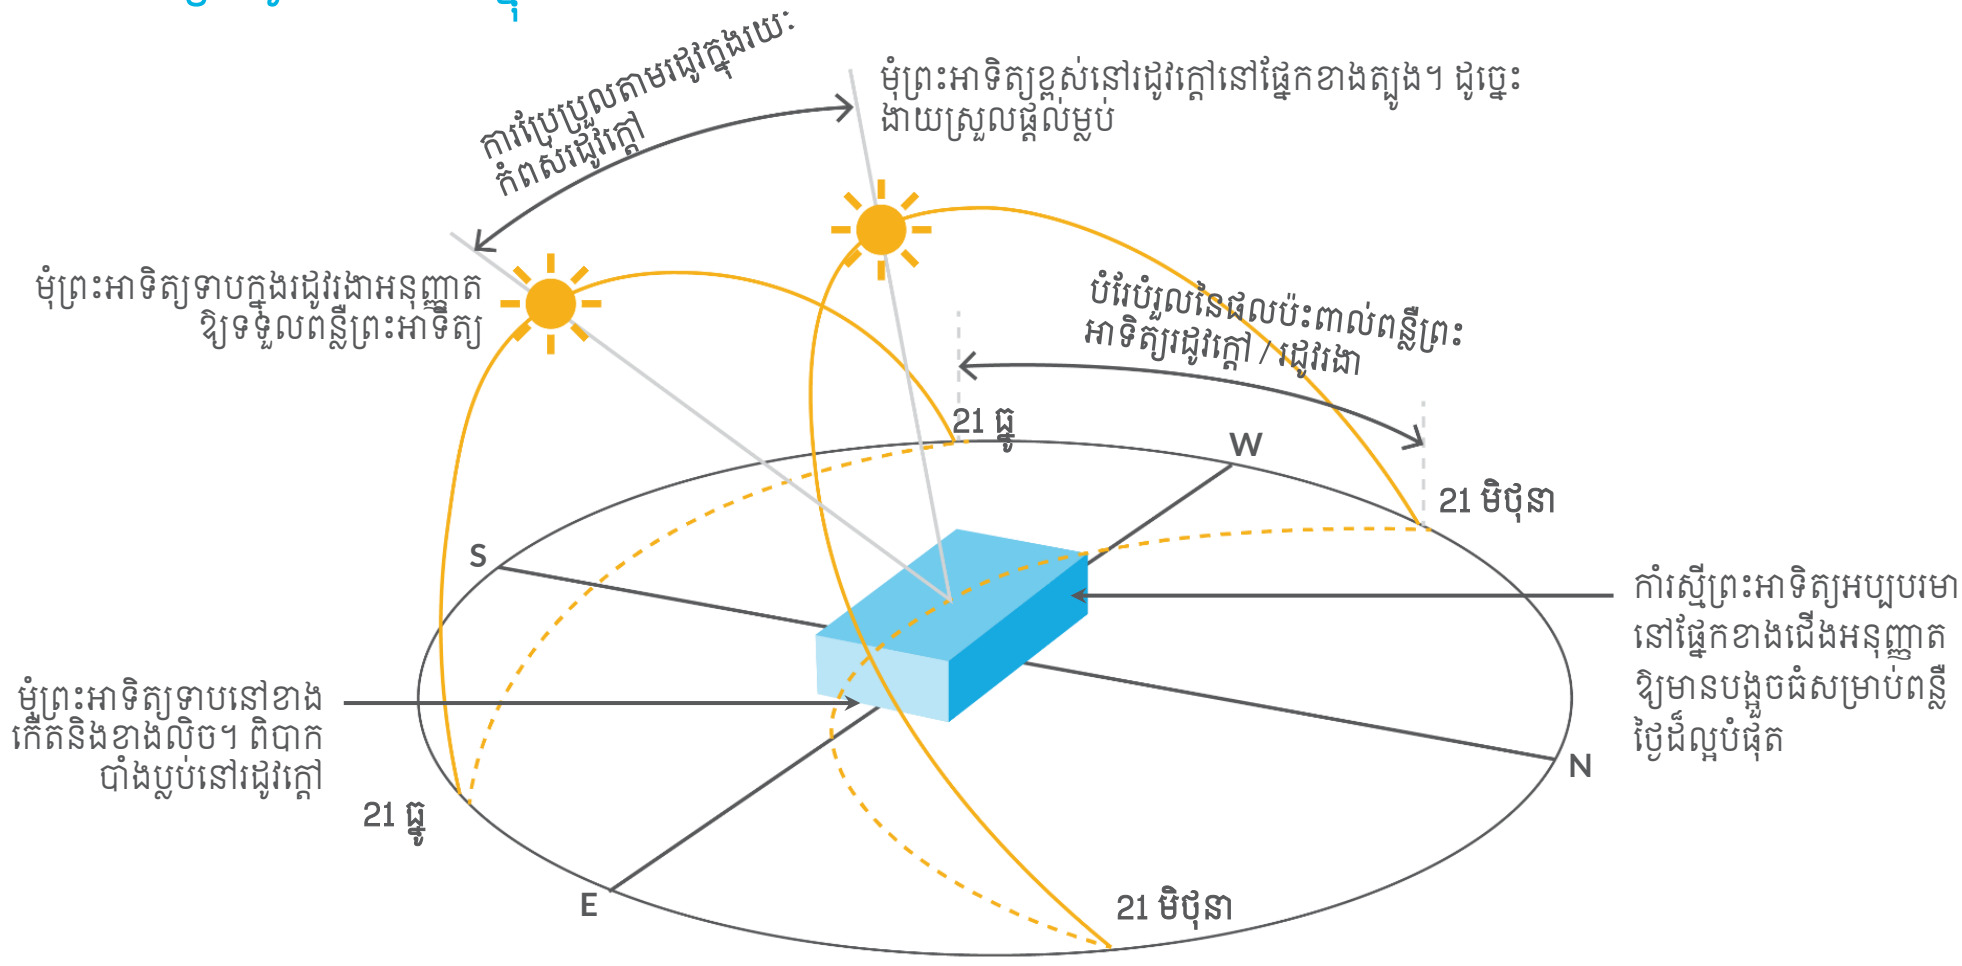 ការប្រែប្រួលតាមរដូវក្នុងរយៈ
កំពស់រដូវក្តៅ
មុំព្រះអាទិត្យខ្ពស់នៅរដូវក្តៅនៅផ្នែកខាងត្បូង។ ដូច្នេះ
ងាយស្រួលផ្តល់ម្លប់
មុំព្រះអាទិត្យទាបក្នុងរដូវរងាអនុញ្ញាត
ឱ្យទទួលពន្លឺព្រះអាទិត្យ
បំរែបំរួលនៃផលប៉ះពាល់ពន្លឺព្រះ
អាទិត្យរដូវក្តៅ / រដូវរងា
21 ធ្នូ
W
21 មិថុនា
S
កាំរស្មីព្រះអាទិត្យអប្បបរមា
នៅផ្នែកខាងជើងអនុញ្ញាត
ឱ្យមានបង្អួចធំសម្រាប់ពន្លឺ
ថ្ងៃដ៏ល្អបំផុត
មុំព្រះអាទិត្យទាបនៅខាង
កើតនិងខាងលិច។ ពិបាក
បាំងប្លប់នៅរដូវក្តៅ
N
21 ធ្នូ
E
21 មិថុនា